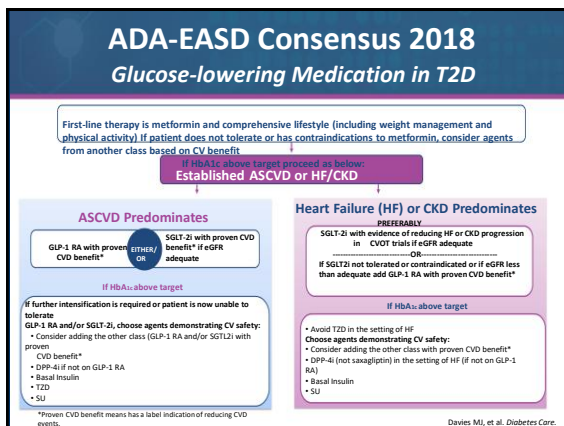 ADA-EASD Consensus 2018
Glucose-lowering Medication in T2D
First-line therapy is metformin and comprehensive lifestyle (including weight management and
physical activity) If patient does not tolerate or has contraindications to metformin, consider agents
from another class based on CV benefit
If HbA1c above target proceed as below:
Established ASCVD or HF/CKD
ASCVD Predominates
GLP-1 RA with proven
CVD benefit*
EITHER/
OR
SGLT-2i with proven CVD
benefit* if eGFR
adequate
If HbA1c above target
If further intensification is required or patient is now unable to
tolerate
GLP-1 RA and/or SGLT-2i, choose agents demonstrating CV safety:
• Consider adding the other class (GLP-1 RA and/or SGTL2i with
proven
CVD benefit*
• DPP-4i if not on GLP-1 RA
• Basal Insulin
• TZD
• SU
*Proven CVD benefit means has a label indication of reducing CVD
events.
Heart Failure (HF) or CKD Predominates
PREFERABLY
SGLT-2i with evidence of reducing HF or CKD progression
in CVOT trials if eGFR adequate
----------------------------OR---------------------------
If SGLT2i not tolerated or contraindicated or if eGFR less
than adequate add GLP-1 RA with proven CVD benefit*
If HbA1c above target
• Avoid TZD in the setting of HF
Choose agents demonstrating CV safety:
• Consider adding the other class with proven CVD benefit*
• DPP-4i (not saxagliptin) in the setting of HF (if not on GLP-1
RA)
• Basal Insulin
• SU
Davies MJ, et al. Diabetes Care.